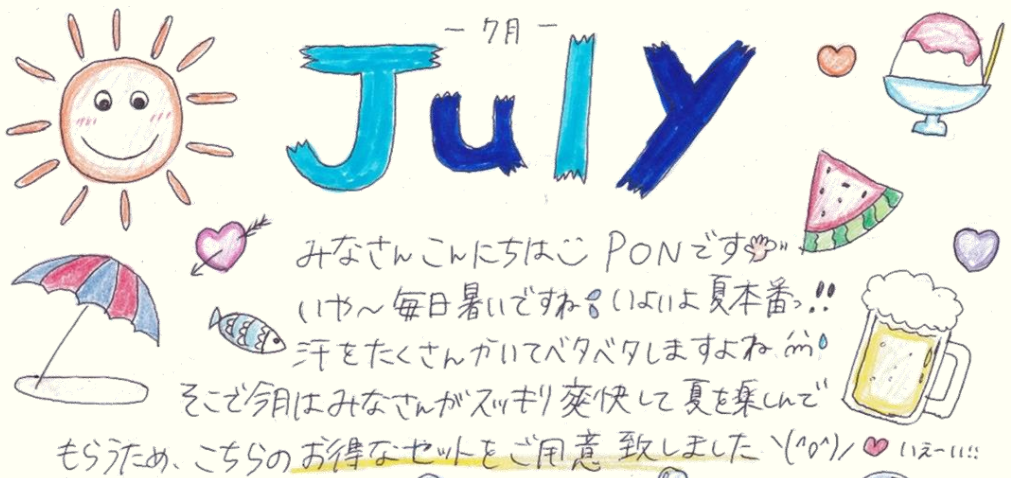 －7月－
July
みなさんこんにちは PONです
いや～毎日暑いですね いよいよ夏本番っ!!
汗をたくさんかいてベタベタしますよね
そこで今月はみなさんがスッキリ爽快して夏を楽しんで
もらうため、こちらのお得なセットをご用意致しました ヽ(^o^)ノ いえーい!!